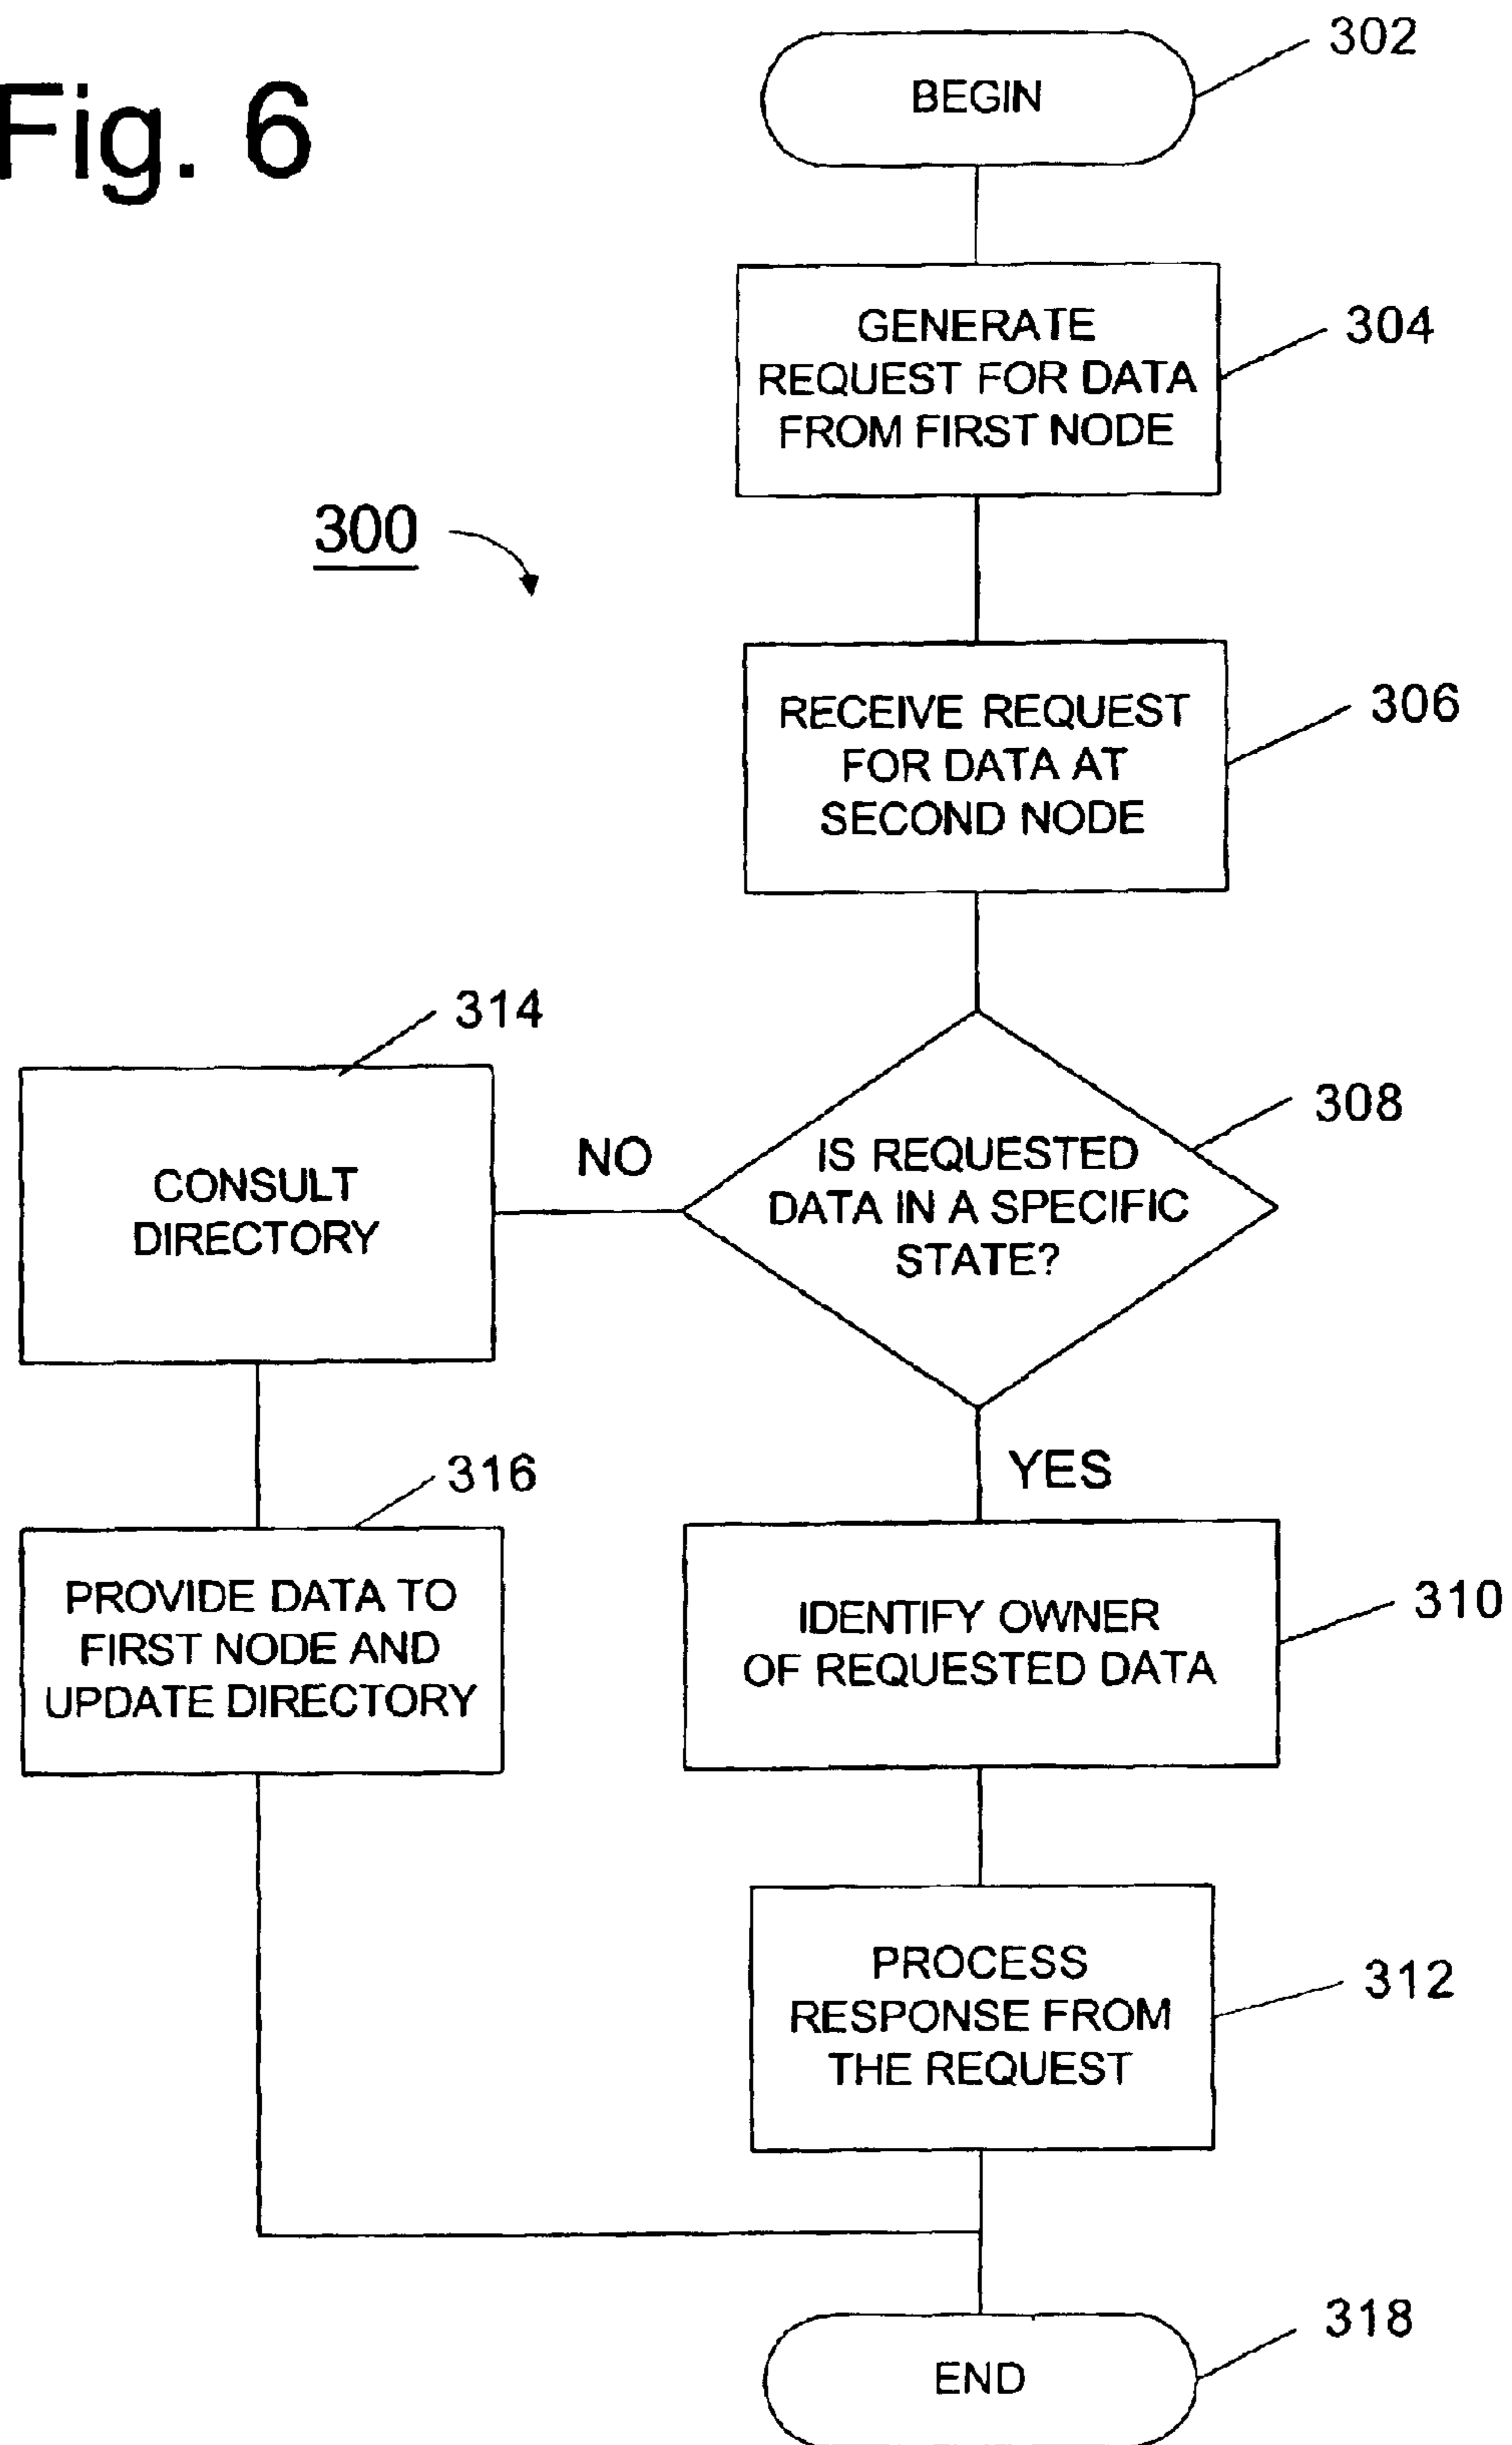 Fig. 6
302
BEGIN
304
GENERATE
REQUEST FOR DATA
FROM FIRST NODE
300
306
RECEIVE REQUEST
FOR DATA AT
SECOND NODE
314
308
NO
IS REQUESTED
DATA IN A SPECIFIC
STATE?
CONSULT
DIRECTORY
YES
316
PROVIDE DATA TO
FIRST NODE AND
UPDATE DIRECTORY
310
IDENTIFY OWNER
OF REQUESTED DATA
312
PROCESS
RESPONSE FROM
THE REQUEST
318
END